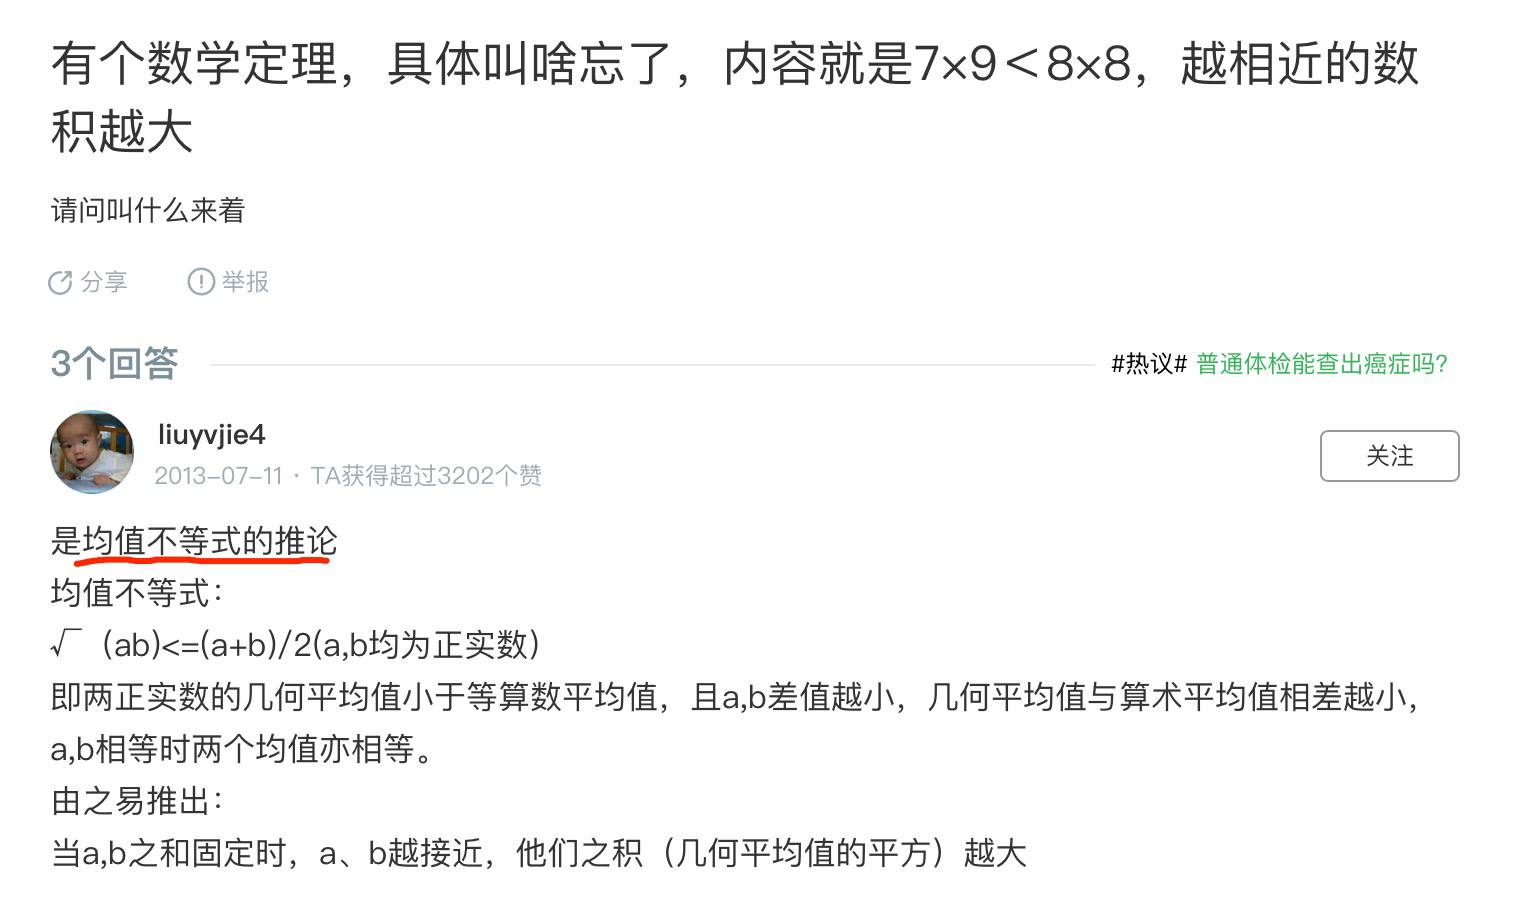 有个数学定理，具体叫啥忘了，内容就是7×9＜8×8，越相近的数
积越大
请问叫什么来着
分享 举报
3个回答 #热议# 普通体检能查出癌症吗?
liuyvjie4
2013-07-11 · TA获得超过3202个赞
关注
是均值不等式的推论
均值不等式：
√￣（ab)<=(a+b)/2(a,b均为正实数）
即两正实数的几何平均值小于等算数平均值，且a,b差值越小，几何平均值与算术平均值相差越小，
a,b相等时两个均值亦相等。
由之易推出：
当a,b之和固定时，a、b越接近，他们之积（几何平均值的平方）越大